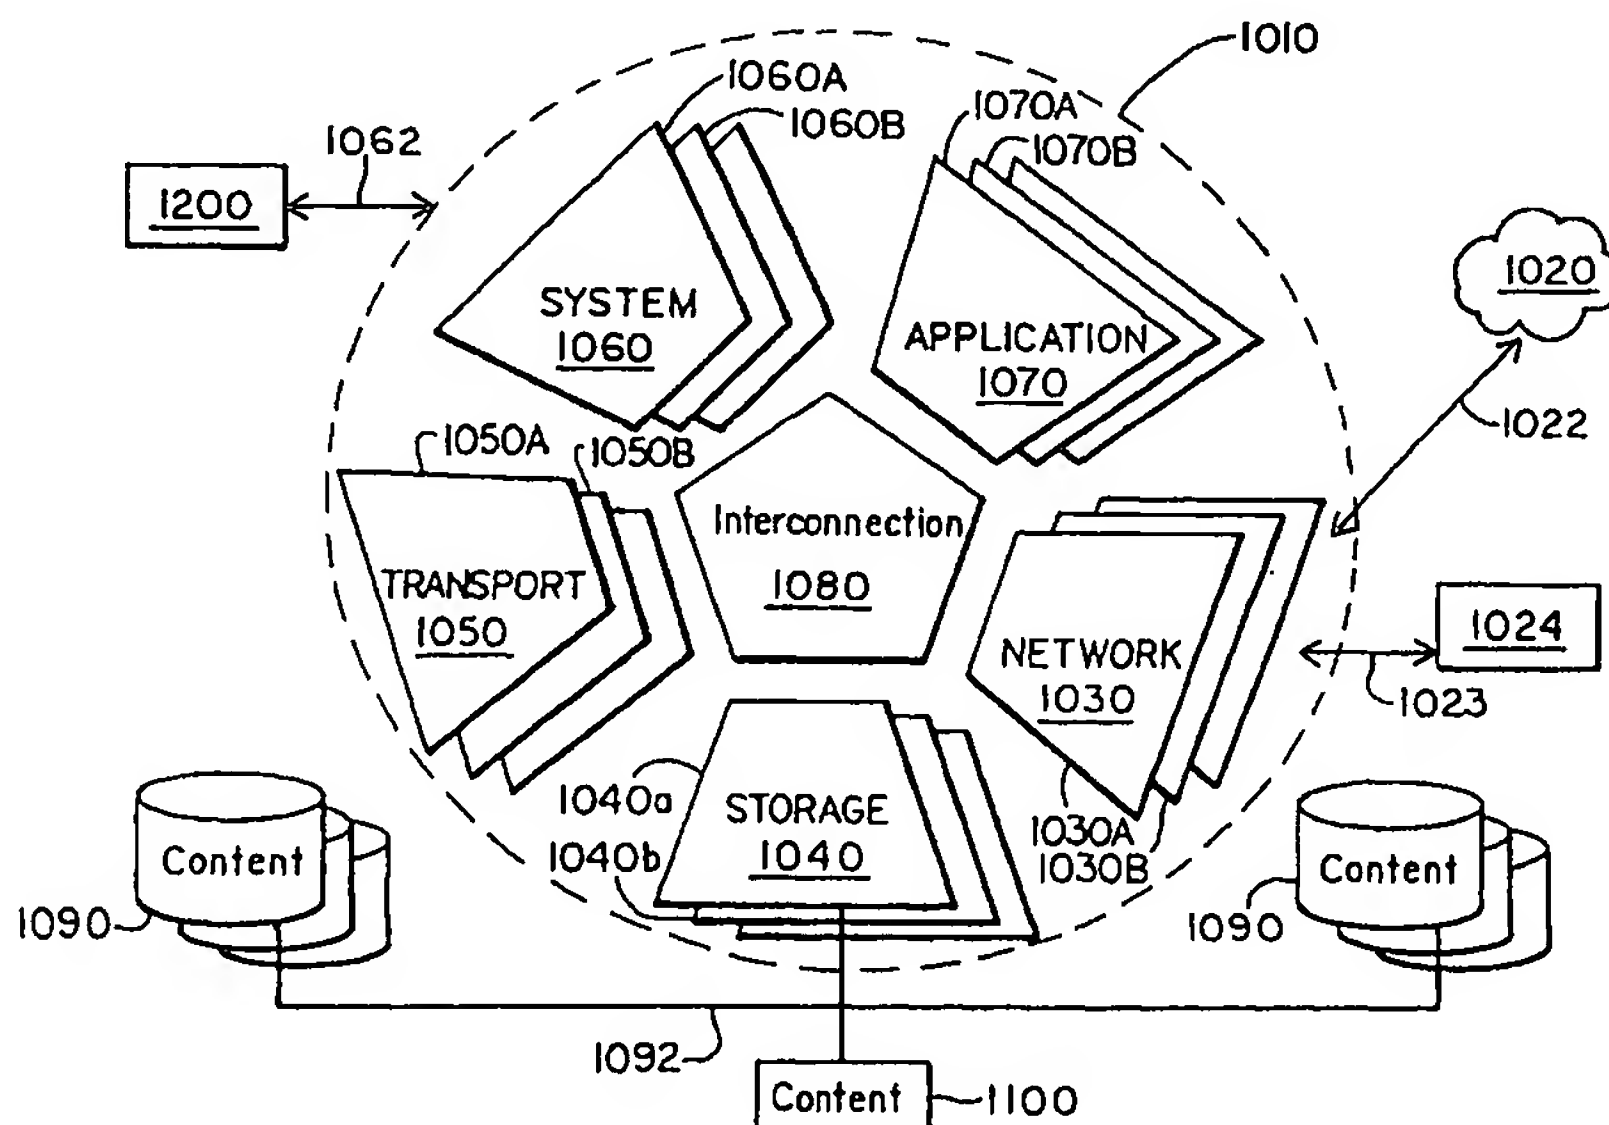 1010
1060A
1070A
1060B
1070B
1062
1200
1020
SYSTEM
1060
APPLICATION
1070
1022
1050A
1050B
Interconnection
1080
TRANSPORT
1050
1024
NETWORK
1030
1023
1040a
STORAGE
1040
1040b
1030A
1030B
Content
Content
1090
1090
1092
Content
1100